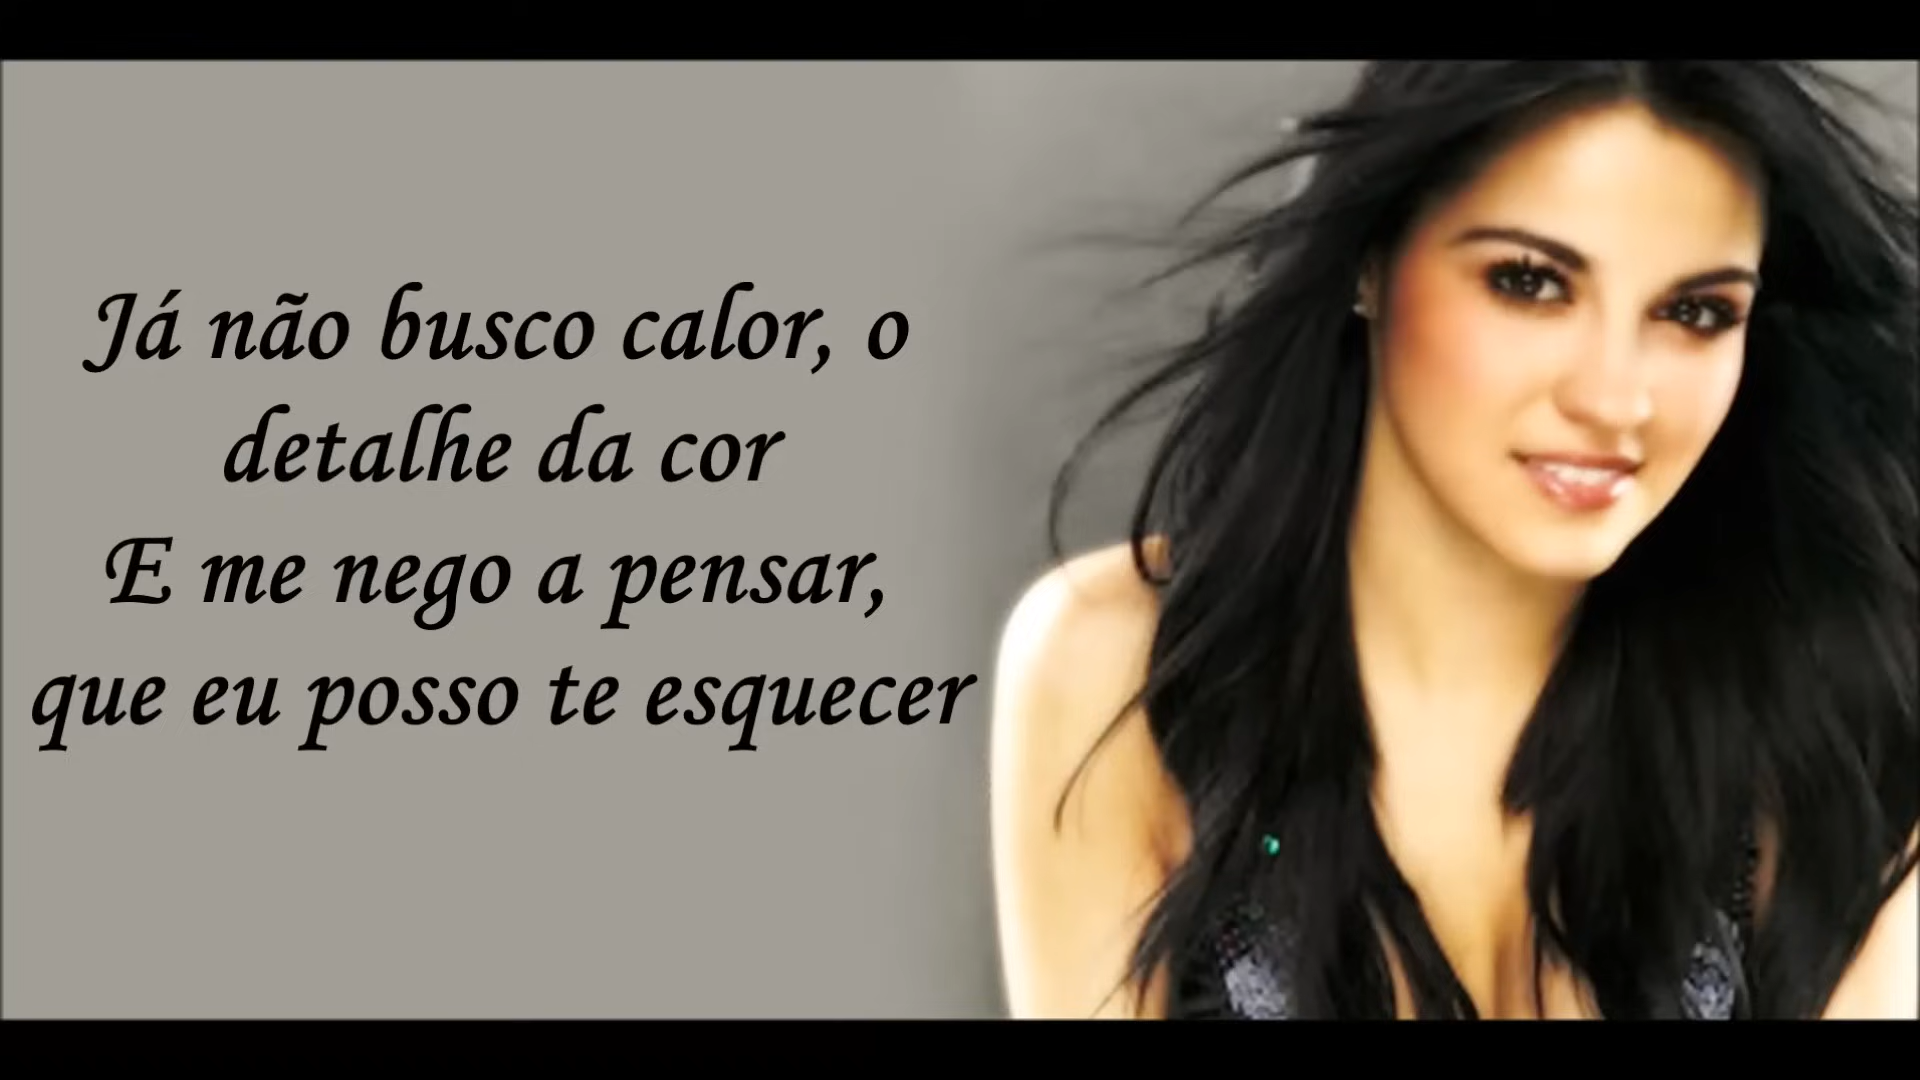 Já não busco calor, o
detalhe da cor
E me nego a pensar,
que eu posso te esquecer